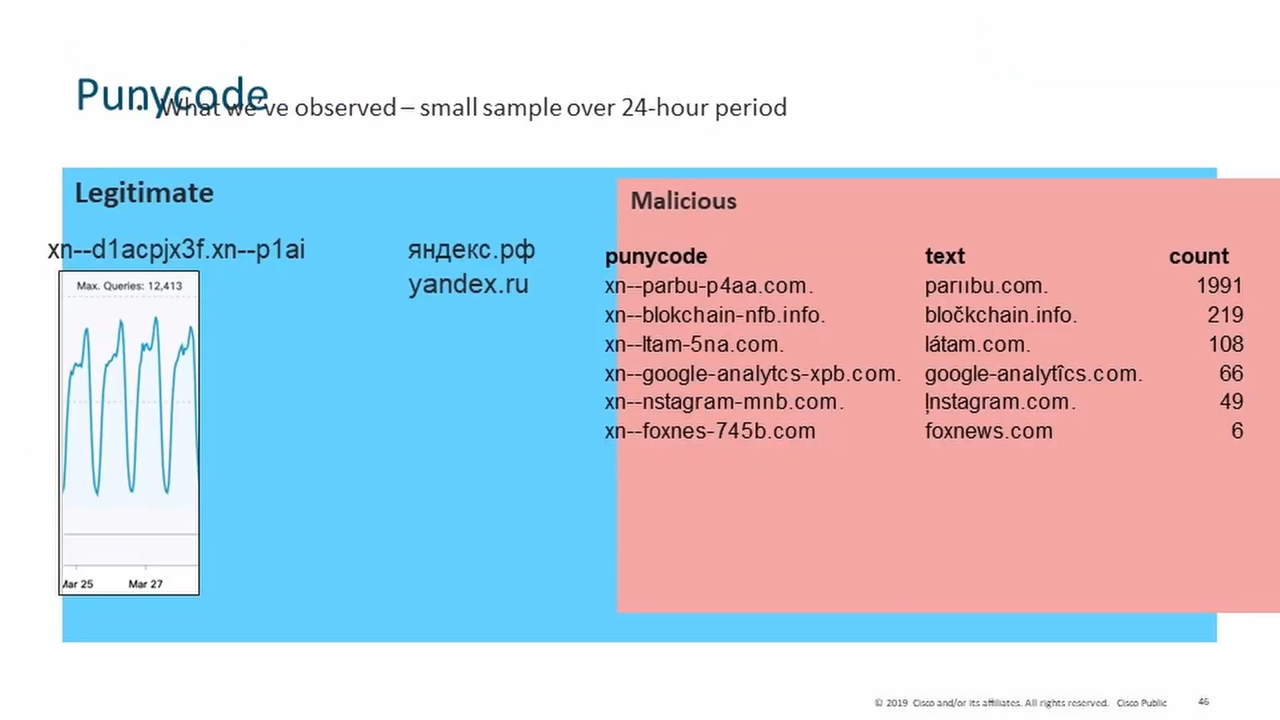 Punycode
• What we've observed – small sample over 24-hour period
Legitimate
xn--d1acpjx3f.xn--p1ai яндекс.рф
yandex.ru
Max. Queries: 12,413
Mar 25 Mar 27
Malicious
punycode text count
xn--parbu-p4aa.com. parııbu.com. 1991
xn--blokchain-nfb.info. bločkchain.info. 219
xn--ltam-5na.com. látam.com. 108
xn--google-analytcs-xpb.com. google-analytîcs.com. 66
xn--nstagram-mnb.com. ļnstagram.com. 49
xn--foxnes-745b.com foxnews.com 6
© 2019 Cisco and/or its affiliates. All rights reserved. Cisco Public 46